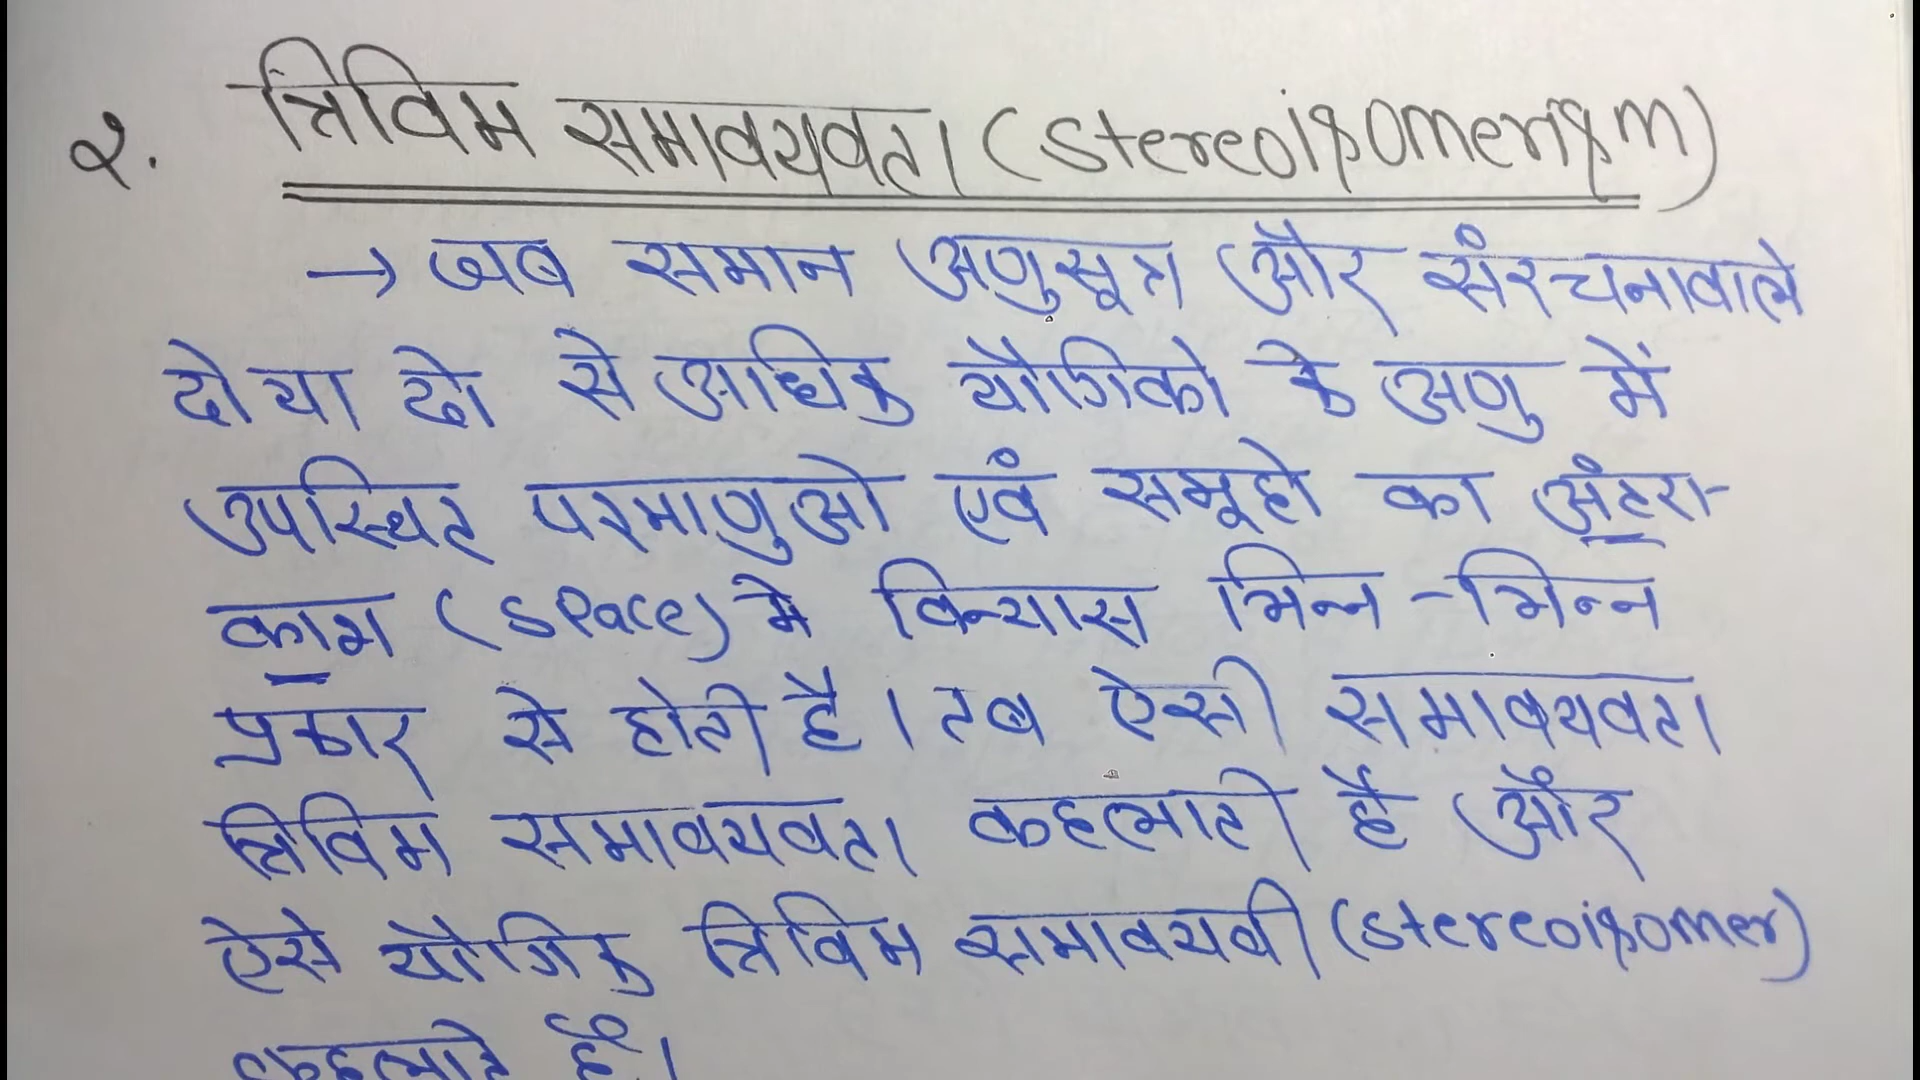 २. त्रिविम समावयवता (stereoisomerism)
→ जब समान अणुसूत्र और संरचनावाले
दो या दो से अधिक यौगिको के अणु में
उपस्थित परमाणुओ एवं समूहो का अंतरा-
काश (space) मे विन्यास भिन्न-भिन्न
प्रकार से होती है। तब ऐसी समावयवता
त्रिविम समावयवता कहलाती है और
ऐसे यौगिक त्रिविम समावयवी (stereoisomer)
कहलाते है।